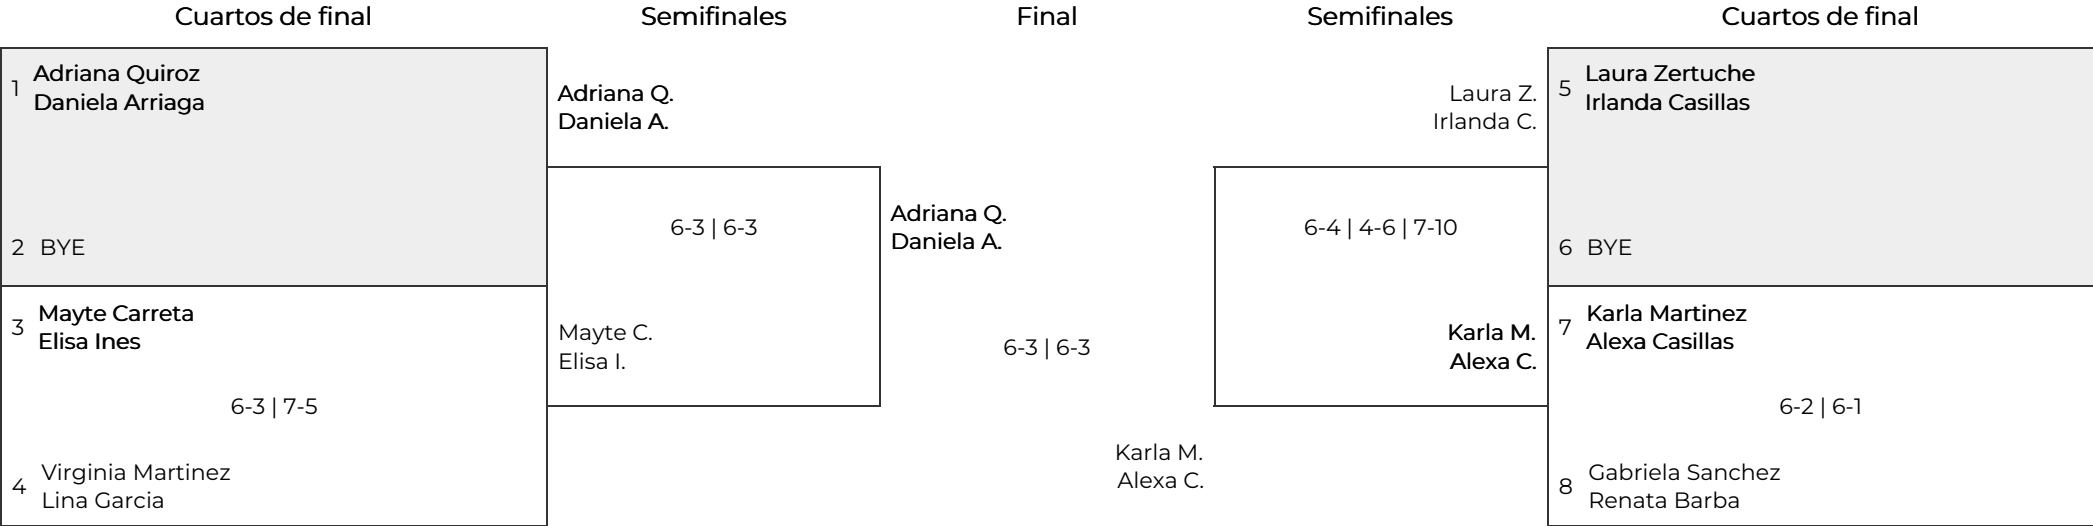 Cuartos de final
Semifinales
Final
Semifinales
Cuartos de final
1
Adriana Quiroz
Daniela Arriaga
2 BYE
3
Mayte Carreta
Elisa Ines
6-3 | 7-5
4
Virginia Martinez
Lina Garcia
Adriana Q.
Daniela A.
6-3 | 6-3
Mayte C.
Elisa I.
Adriana Q.
Daniela A.
6-3 | 6-3
Karla M.
Alexa C.
Laura Z.
Irlanda C.
6-4 | 4-6 | 7-10
Karla M.
Alexa C.
5
Laura Zertuche
Irlanda Casillas
6 BYE
7
Karla Martinez
Alexa Casillas
6-2 | 6-1
8
Gabriela Sanchez
Renata Barba